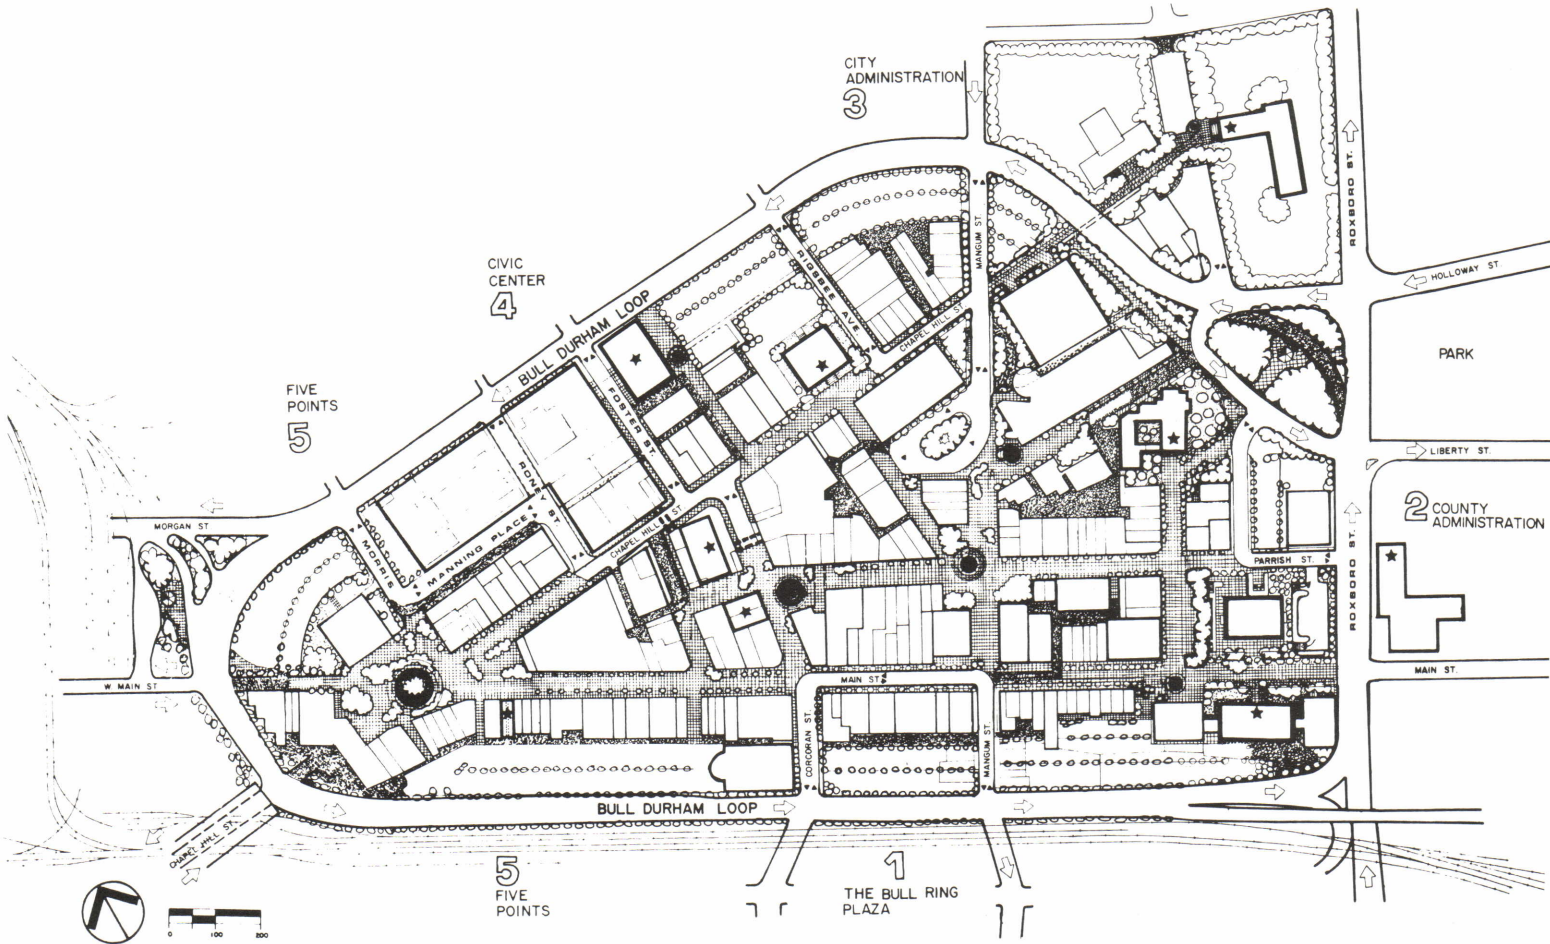 CITY
ADMINISTRATION
3
CIVIC
CENTER
4
FIVE
POINTS
5
BULL DURHAM LOOP
MANGUM ST.
RIGSBEE AVE.
CHAPEL HILL ST
FOSTER ST.
RONEY ST.
MANNING PLACE
MORRIS
CHAPEL HILL ST
MORGAN ST
W MAIN ST
CHAPEL HILL ST.
ROXBORO ST.
HOLLOWAY ST.
PARK
LIBERTY ST.
2 COUNTY
ADMINISTRATION
PARRISH ST.
ROXBORO ST.
MAIN ST.
MAIN ST.
CORCORAN ST.
MANGUM ST.
BULL DURHAM LOOP
5
FIVE
POINTS
1
THE BULL RING
PLAZA
0 100 200